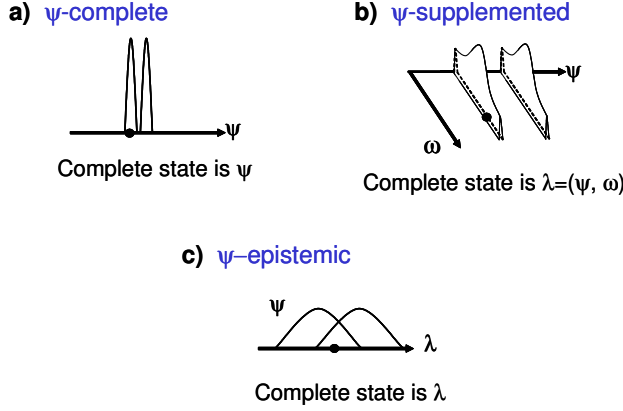 a) ψ-complete
ψ
Complete state is ψ
b) ψ-supplemented
ψ
ω
Complete state is λ=(ψ, ω)
c) ψ–epistemic
ψ
λ
Complete state is λ